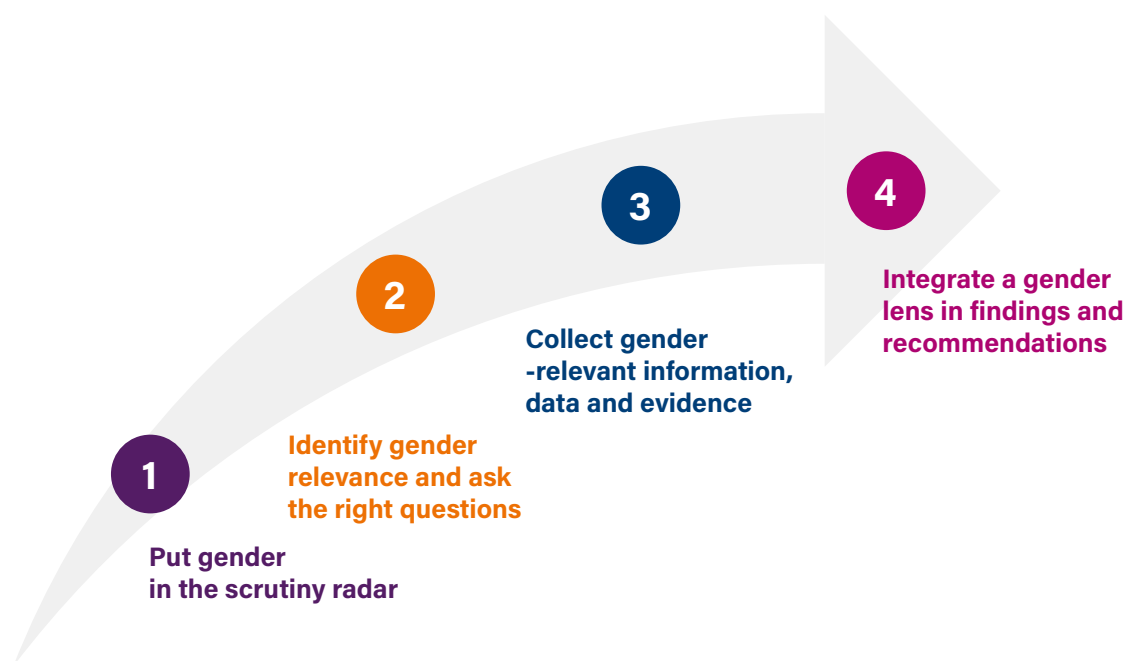 1
Put gender
in the scrutiny radar
2
Identify gender
relevance and ask
the right questions
3
Collect gender
-relevant information,
data and evidence
4
Integrate a gender
lens in findings and
recommendations